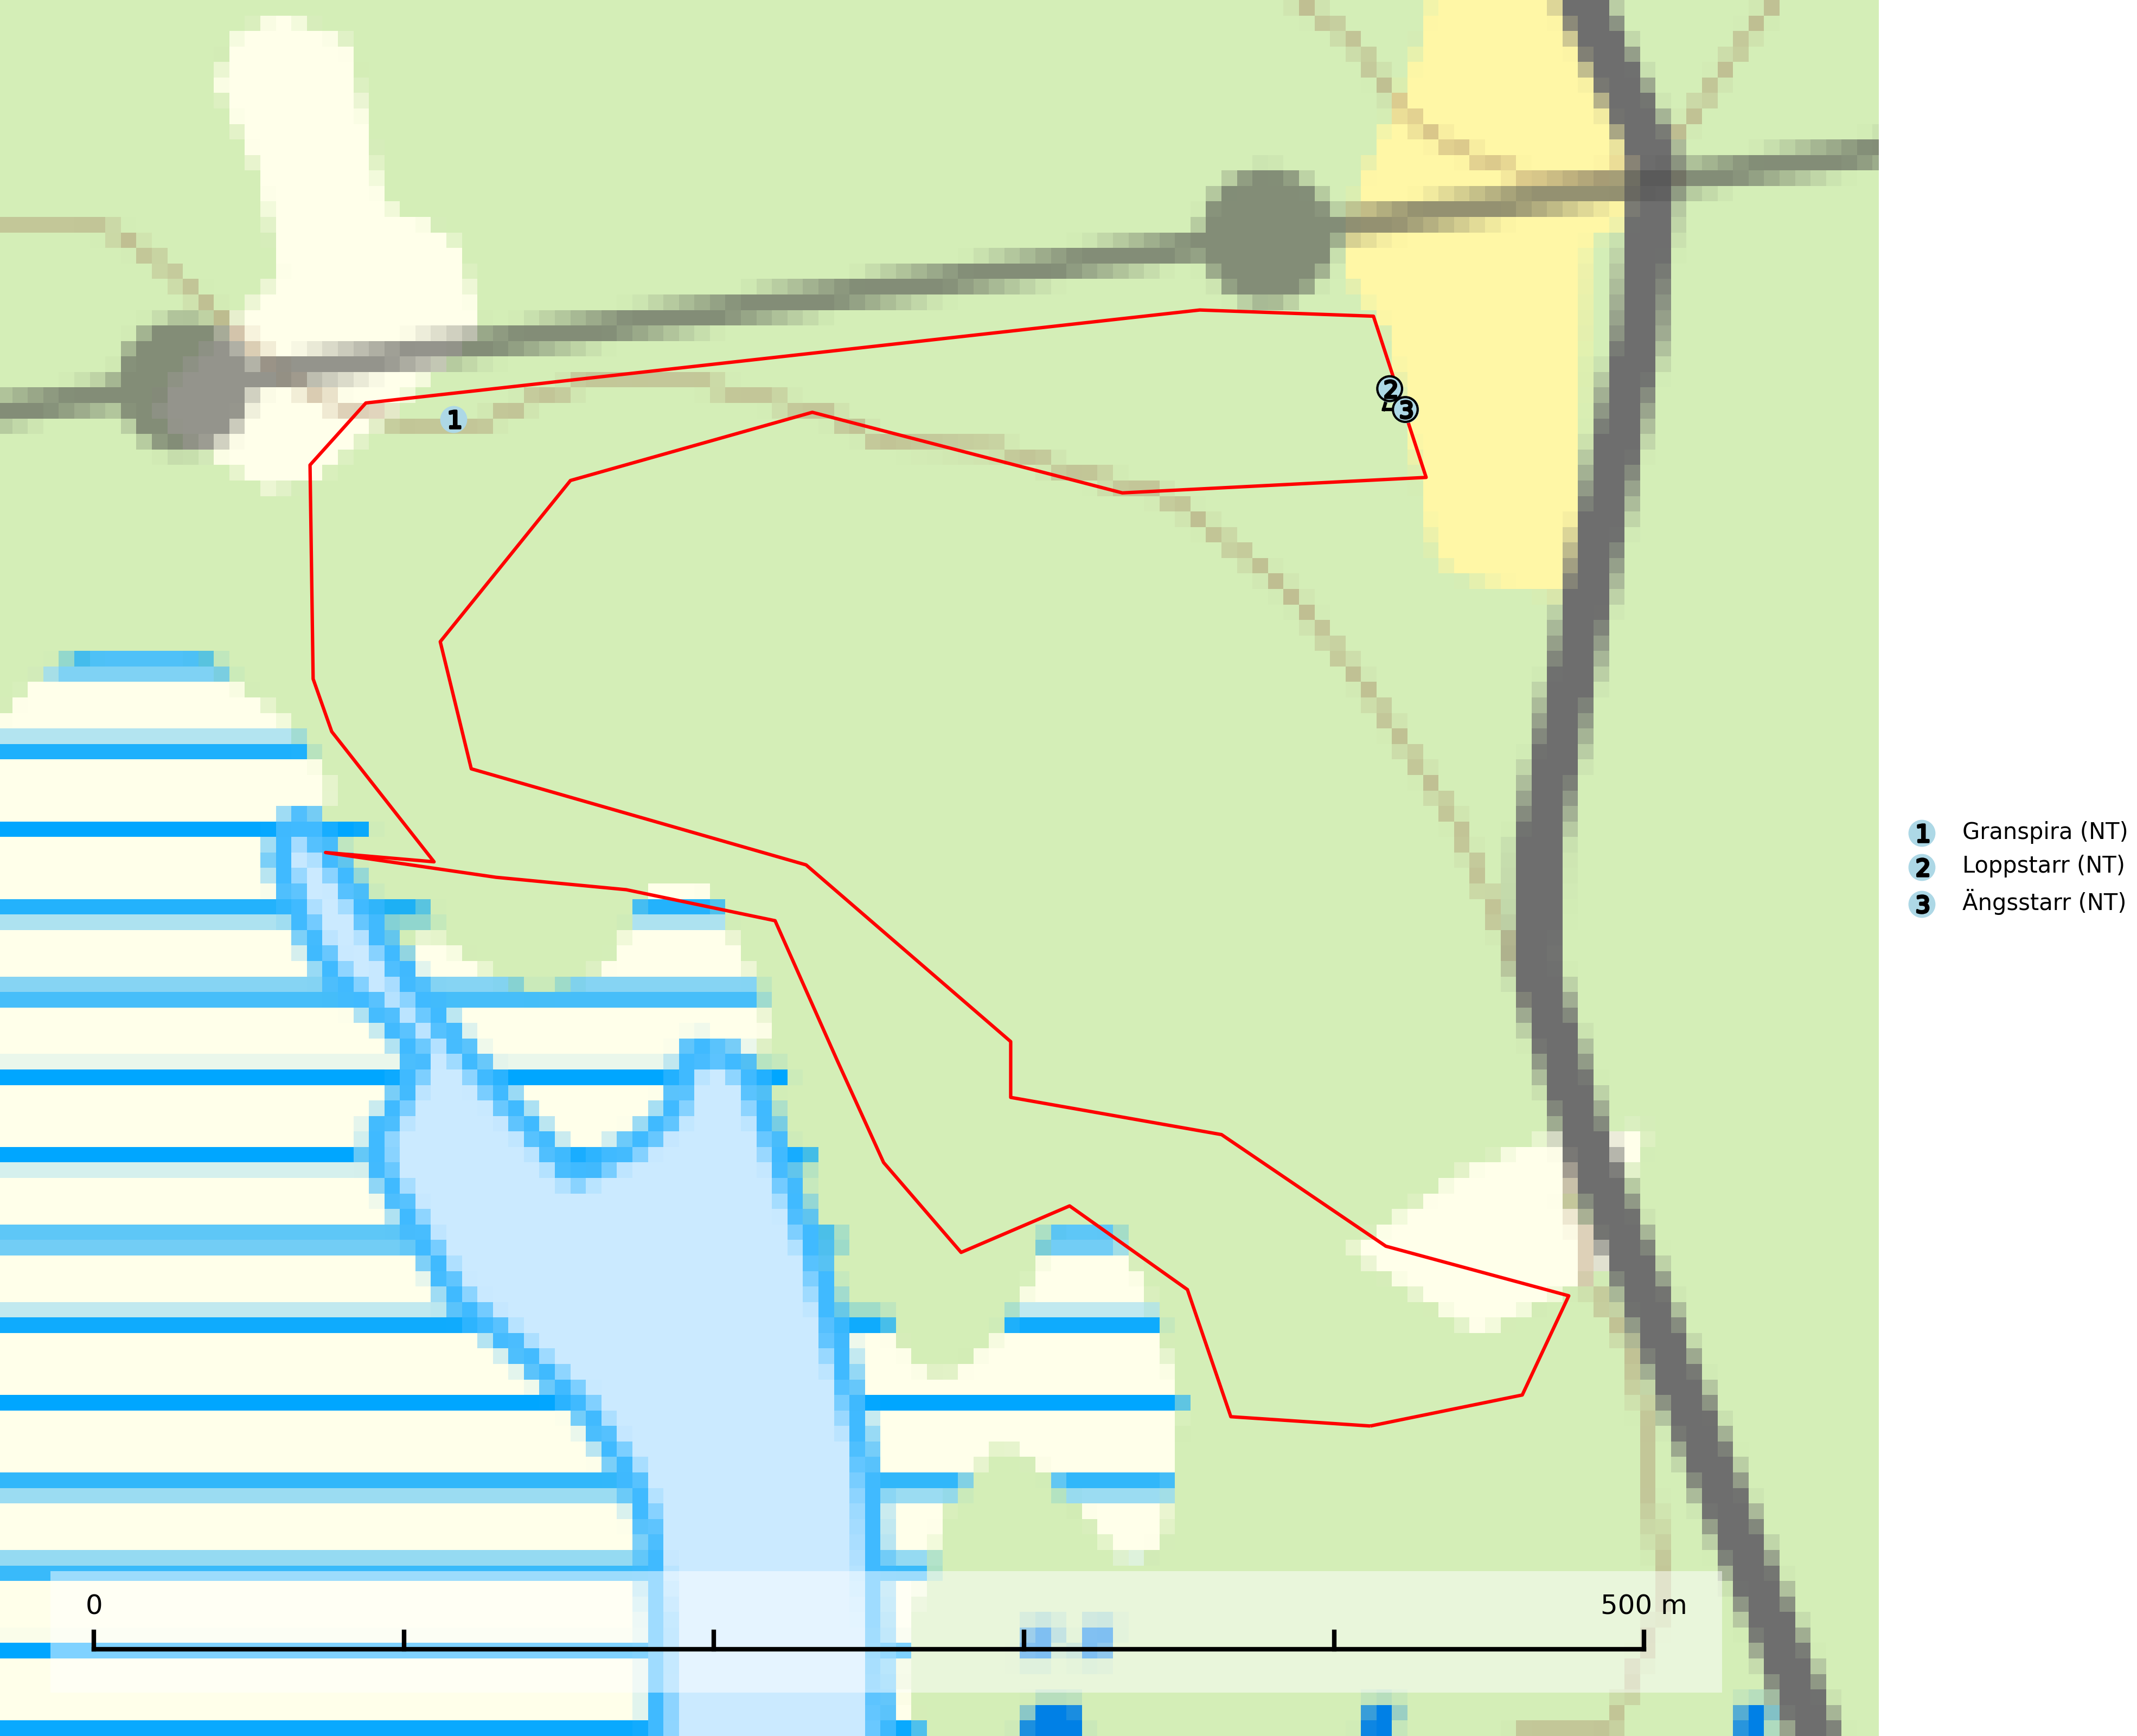 2
1
3
1 Granspira (NT)
2 Loppstarr (NT)
3 Ängsstarr (NT)
0 500 m